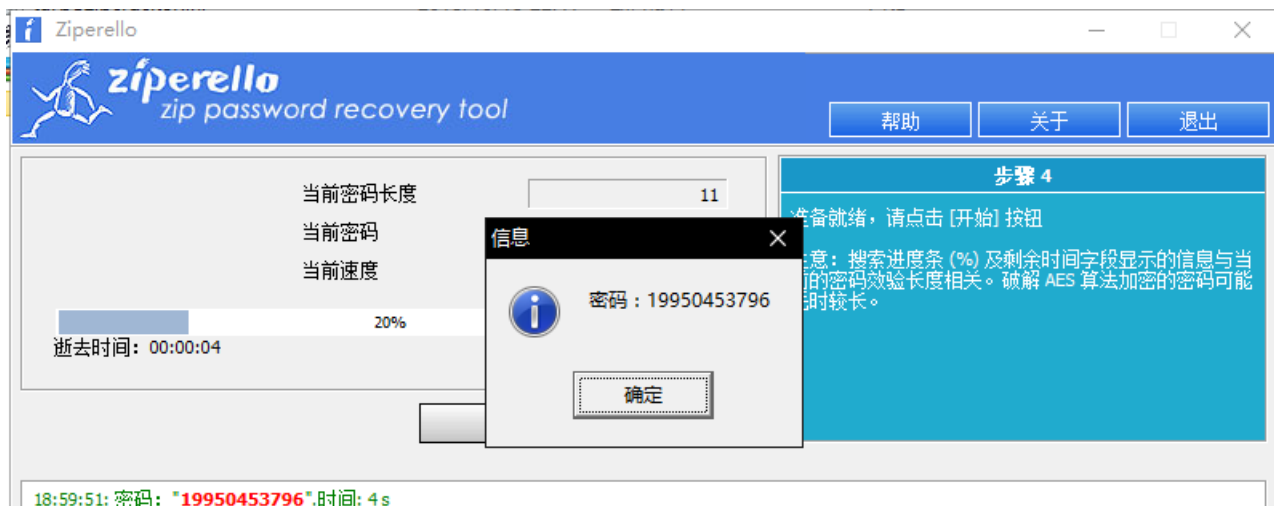 Ziperello
ziperello
zip password recovery tool
帮助 关于 退出
当前密码长度 11
当前密码
当前速度
20%
逝去时间: 00:00:04
步骤 4
准备就绪，请点击 [开始] 按钮
意：搜索进度条 (%) 及剩余时间字段显示的信息与当
的密码效验长度相关。破解 AES 算法加密的密码可能
时较长。
信息
密码：19950453796
确定
18:59:51: 密码: "19950453796".时间: 4 s